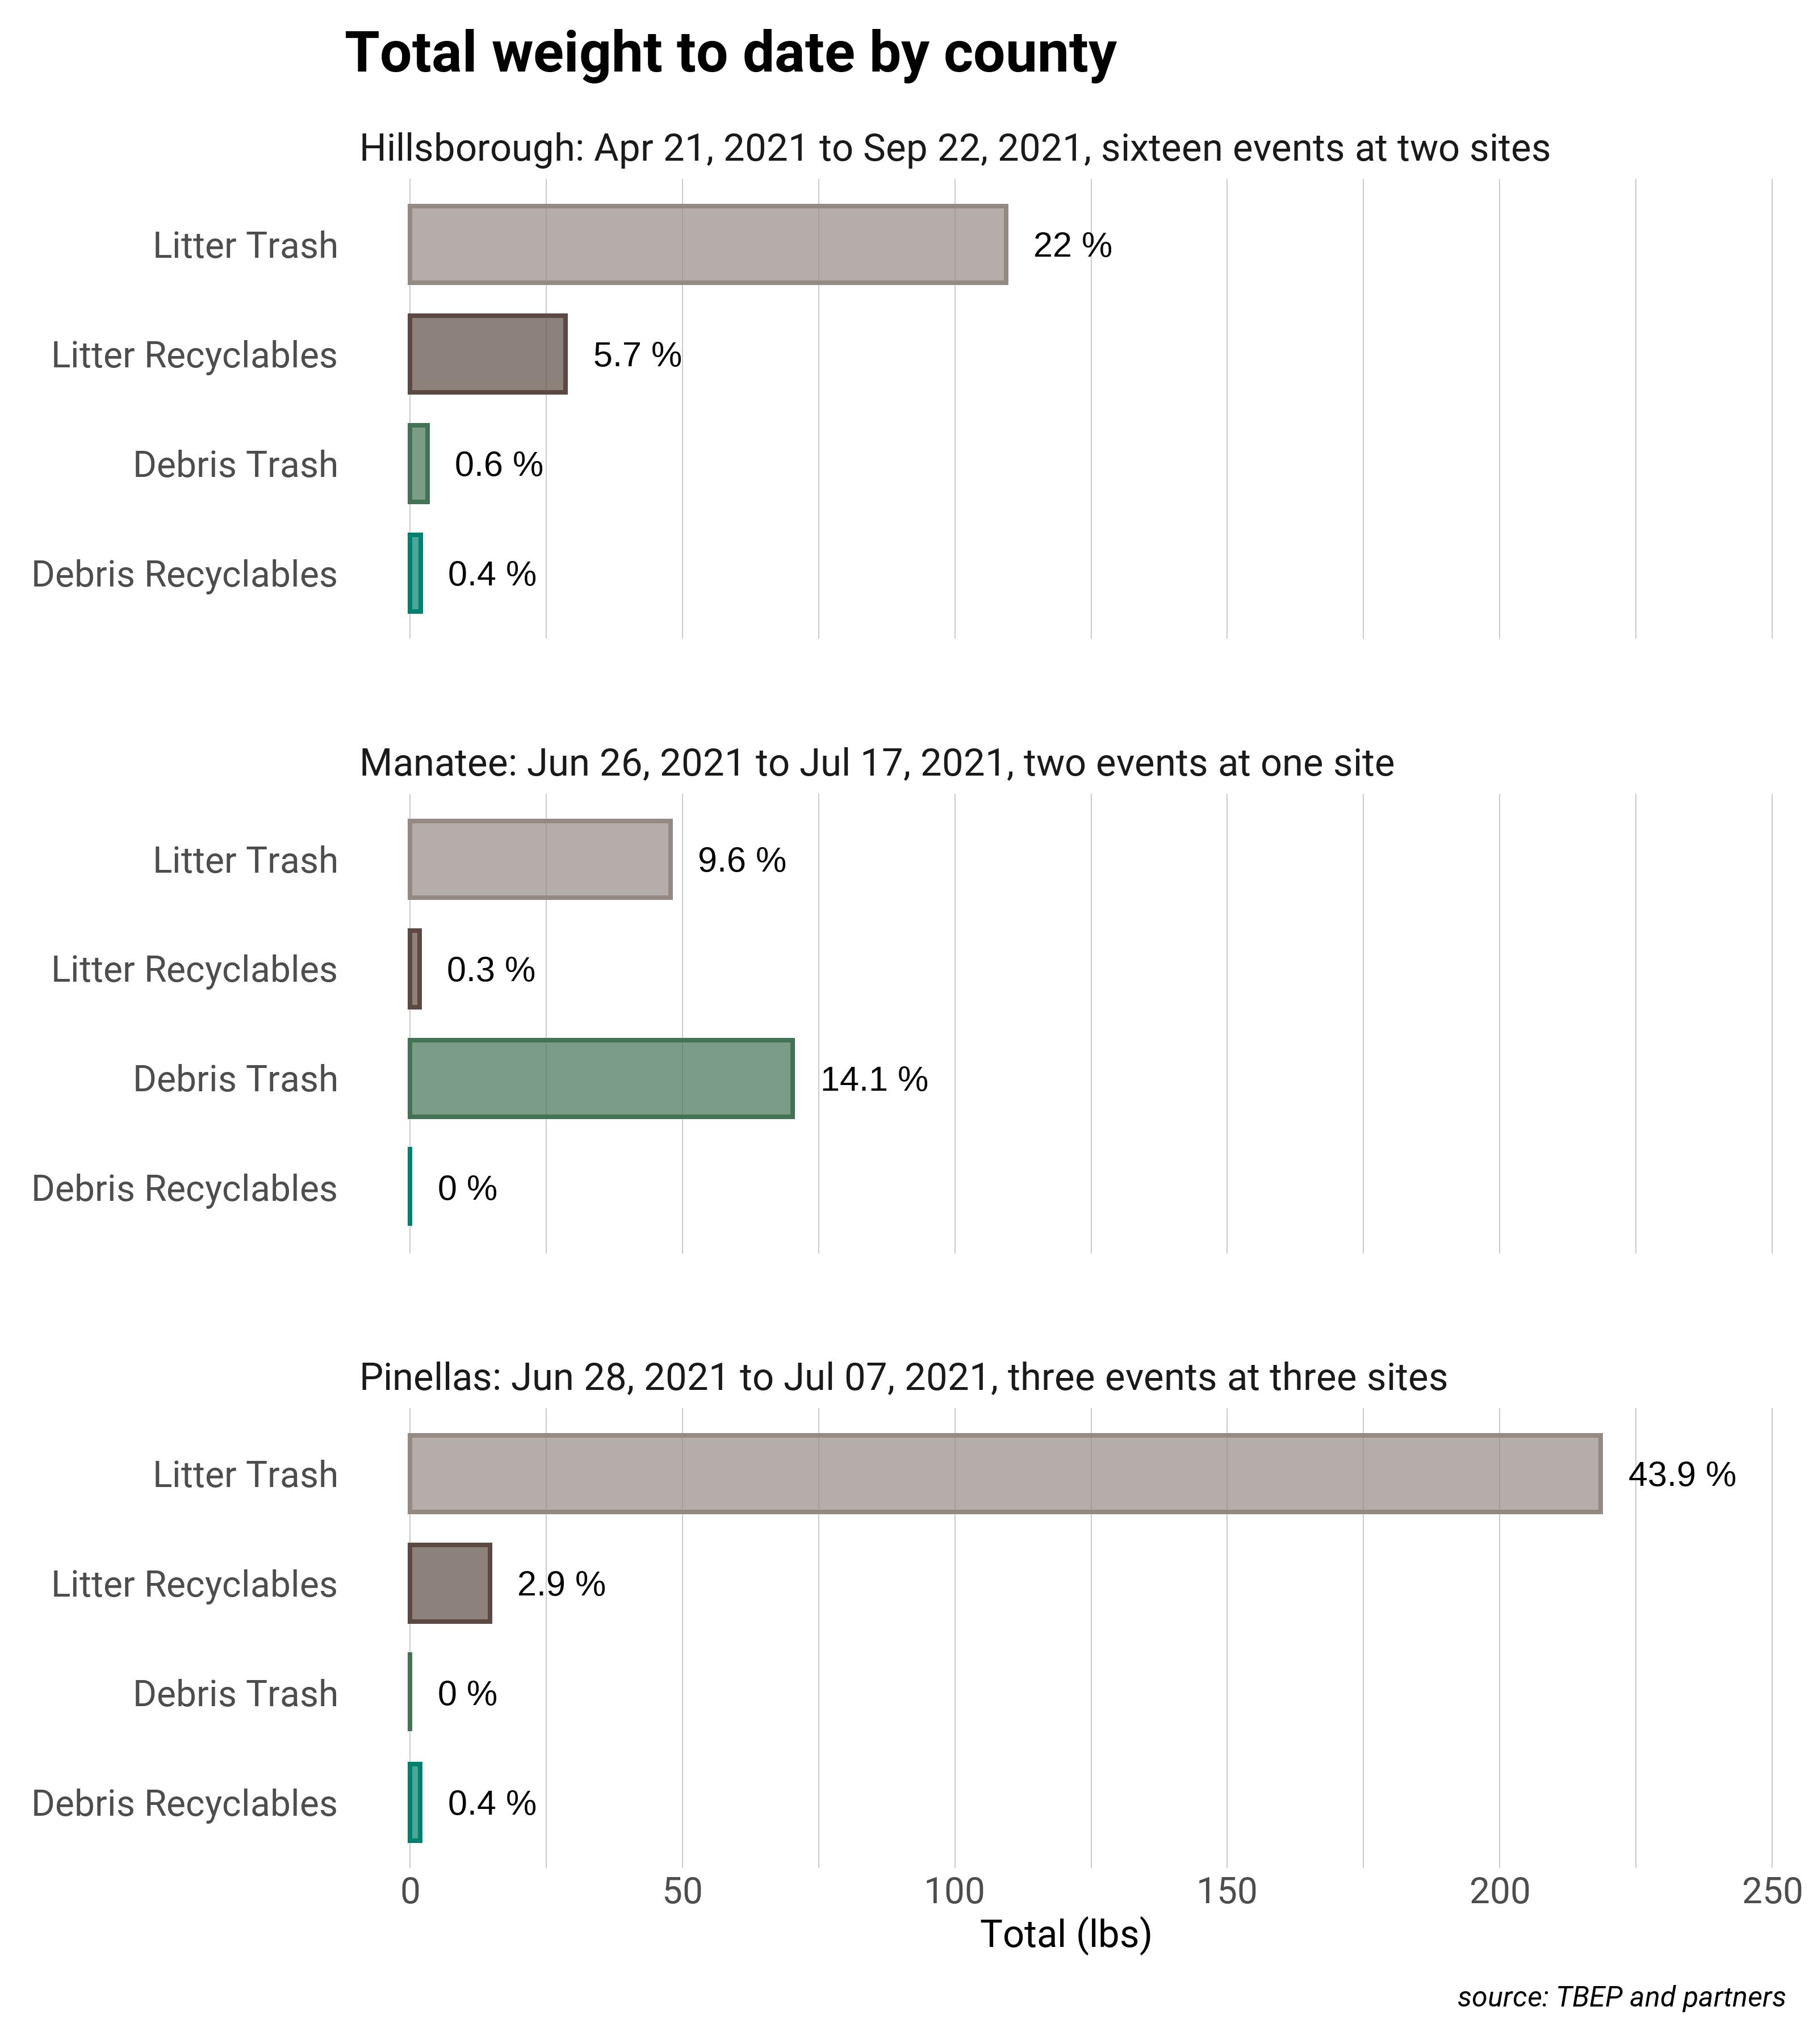 Total weight to date by county
Hillsborough: Apr 21, 2021 to Sep 22, 2021, sixteen events at two sites
Litter Trash 22 %
Litter Recyclables 5.7 %
Debris Trash 0.6 %
Debris Recyclables 0.4 %
Manatee: Jun 26, 2021 to Jul 17, 2021, two events at one site
Litter Trash 9.6 %
Litter Recyclables 0.3 %
Debris Trash 14.1 %
Debris Recyclables 0 %
Pinellas: Jun 28, 2021 to Jul 07, 2021, three events at three sites
Litter Trash 43.9 %
Litter Recyclables 2.9 %
Debris Trash 0 %
Debris Recyclables 0.4 %
0 50 100 150 200 250
Total (lbs)
source: TBEP and partners